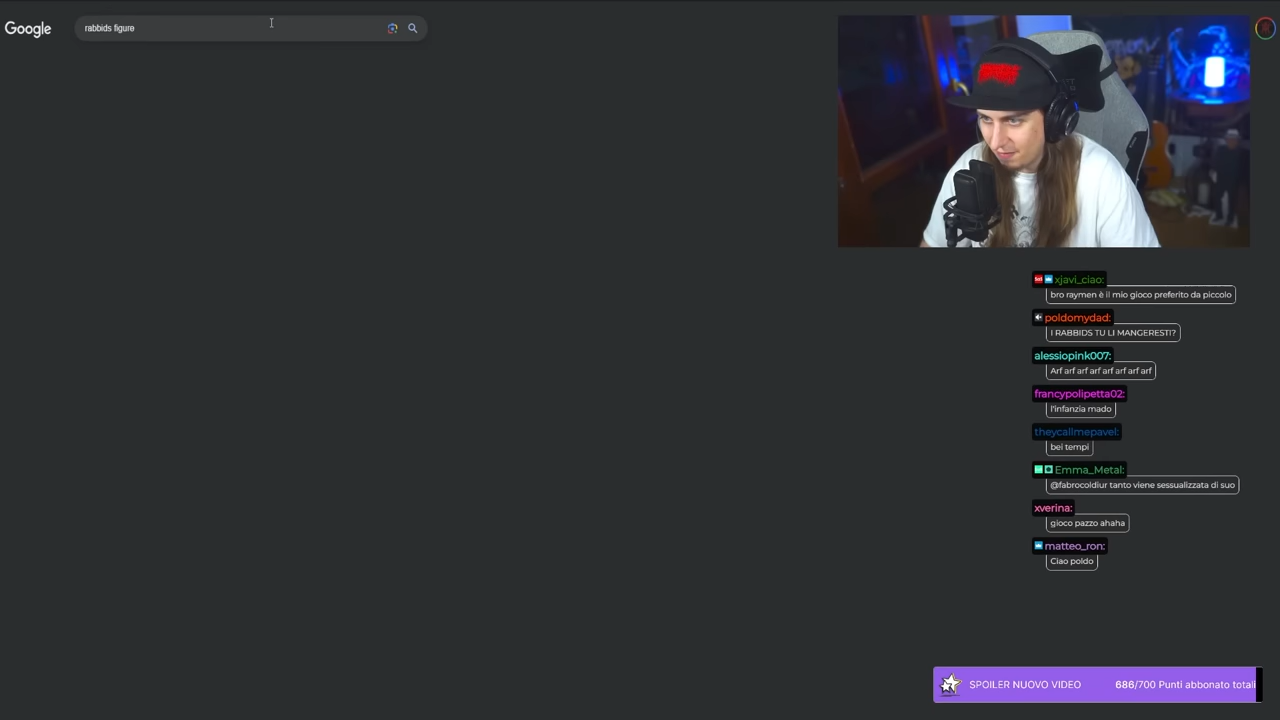 Google
rabbids figure
xjavi_ciao:
bro raymen è il mio gioco preferito da piccolo
poldomydad:
I RABBIDS TU LI MANGERESTI?
alessiopink007:
Arf arf arf arf arf arf arf arf
francypolipetta02:
l'infanzia mado
theycallmepavel:
bei tempi
Emma_Metal:
@fabrocoldiur tanto viene sessualizzata di suo
xverina:
gioco pazzo ahaha
matteo_ron:
Ciao poldo
SPOILER NUOVO VIDEO 686/700 Punti abbonato totali